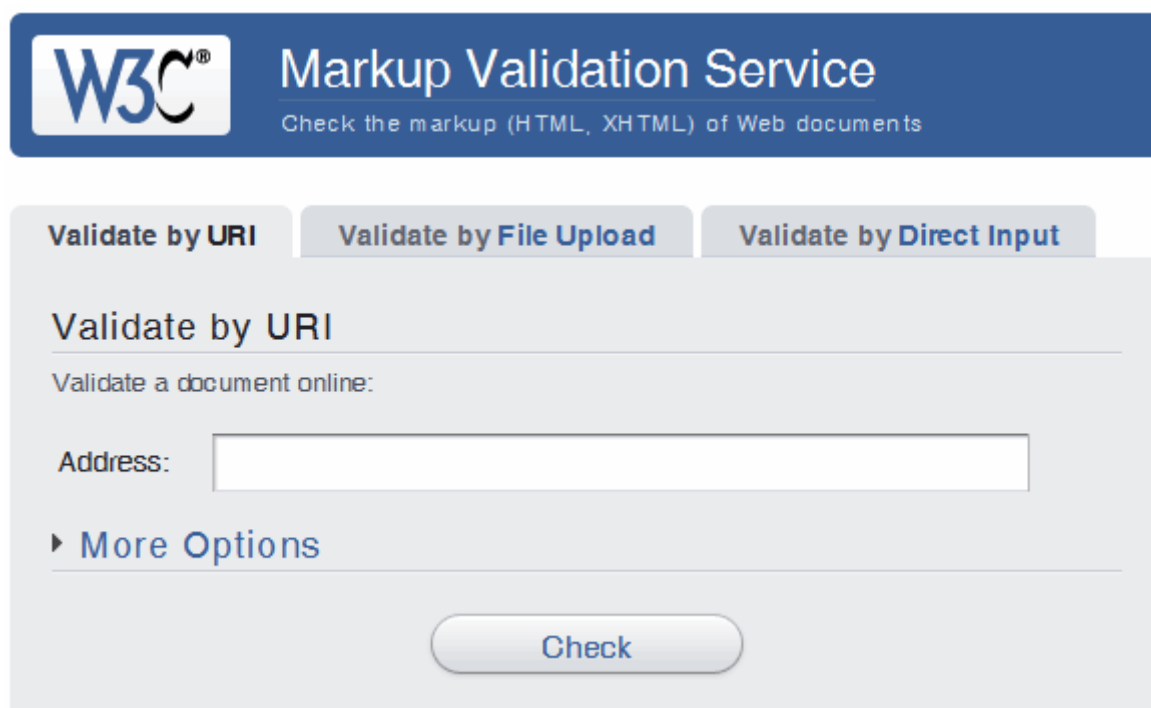 W3C®
Markup Validation Service
Check the markup (HTML, XHTML) of Web documents
Validate by URI
Validate by File Upload
Validate by Direct Input
Validate by URI
Validate a document online:
Address:
More Options
Check